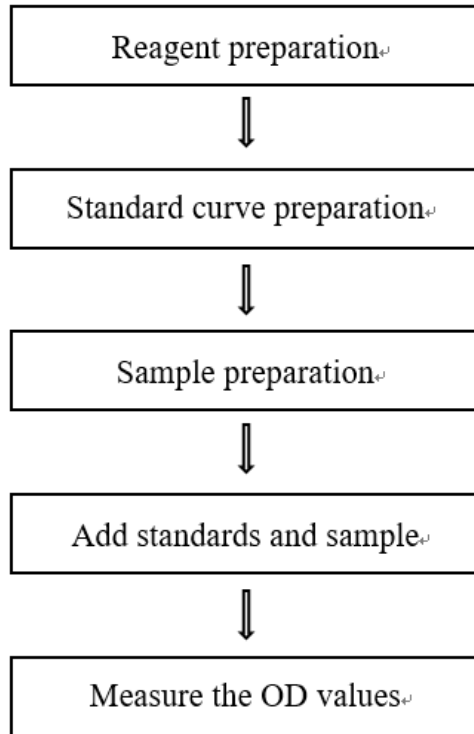 Reagent preparation
Standard curve preparation
Sample preparation
Add standards and sample
Measure the OD values